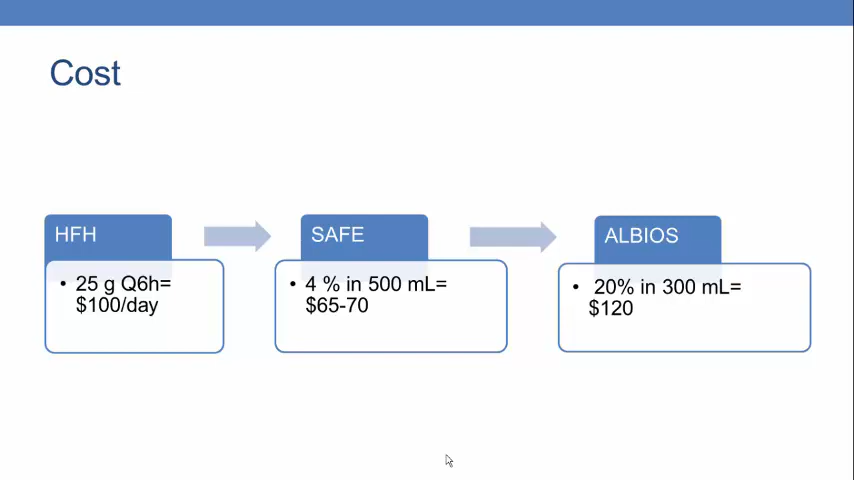 Cost
HFH
• 25 g Q6h=
$100/day
SAFE
• 4 % in 500 mL=
$65-70
ALBIOS
• 20% in 300 mL=
$120